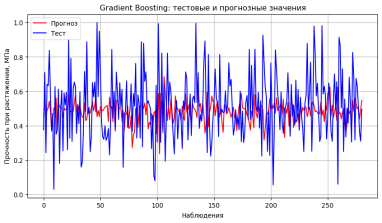 Gradient Boosting: тестовые и прогнозные значения
Прогноз
Тест
Прочность при растяжении, МПа
1.0
0.8
0.6
0.4
0.2
0.0
0
50
100
150
200
250
Наблюдения